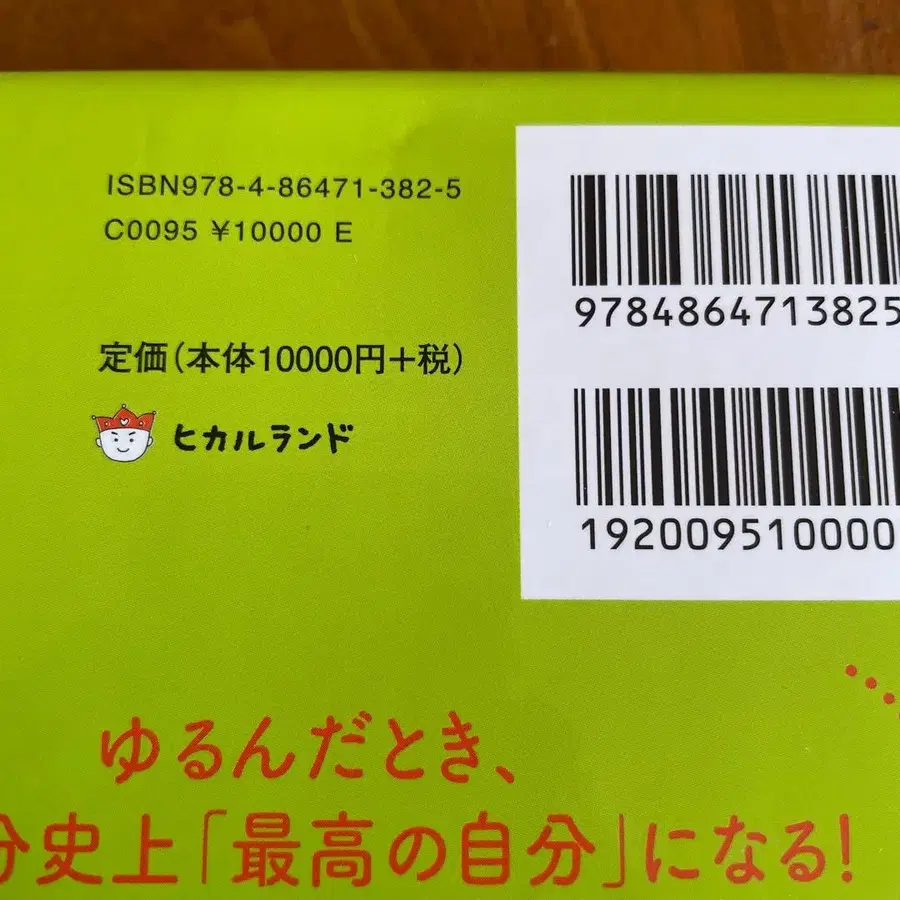 ISBN978-4-86471-382-5
C0095 ¥10000 E
定価(本体10000円+税)
ヒカルランド
9784864713825
192009510000
ゆるんだとき、
分史上「最高の自分」になる!